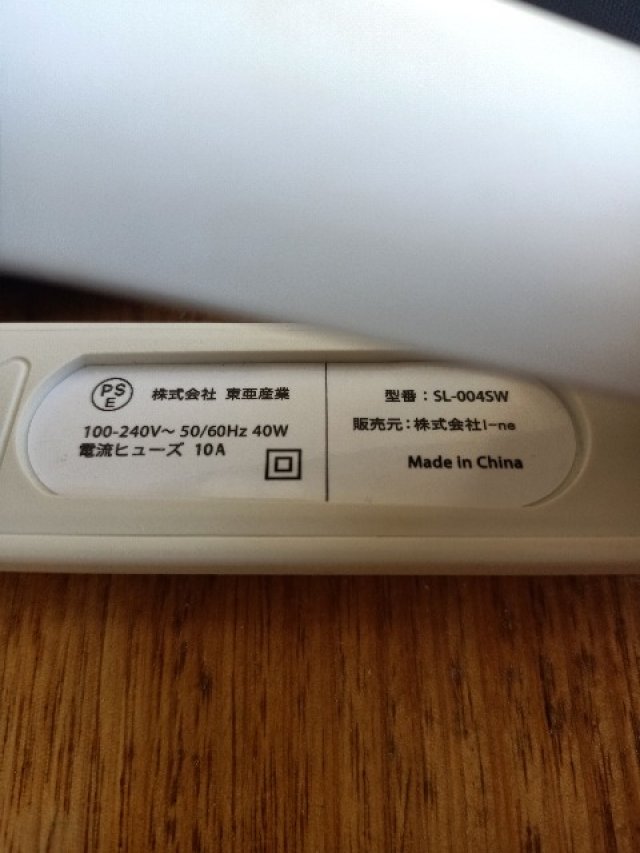 PS
E
株式会社 東亜産業
100-240V～ 50/60Hz 40W
電流ヒューズ 10A
型番：SL-004SW
販売元：株式会社I-ne
Made in China